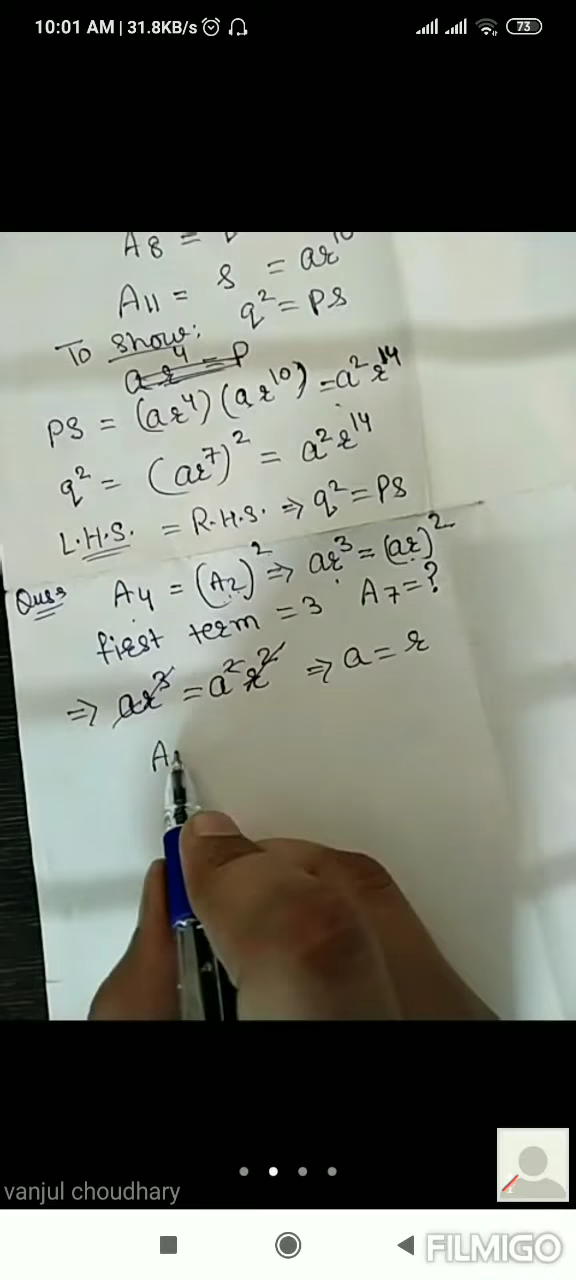 10:01 AM | 31.8KB/s
73
A8 =
A11 = s = ar10
To show: q² = ps
ar⁴ = p
ps = (ar⁴)(ar¹⁰) = a²r¹⁴
q² = (ar⁷)² = a²r¹⁴
L.H.S. = R.H.S. ⇒ q² = ps
Ques A4 = (A2)² ⇒ ar³ = (ar)²
first term = 3 A7 = ?
⇒ ar³ = a²r² ⇒ a = r
A
vanjul choudhary
FILMIGO